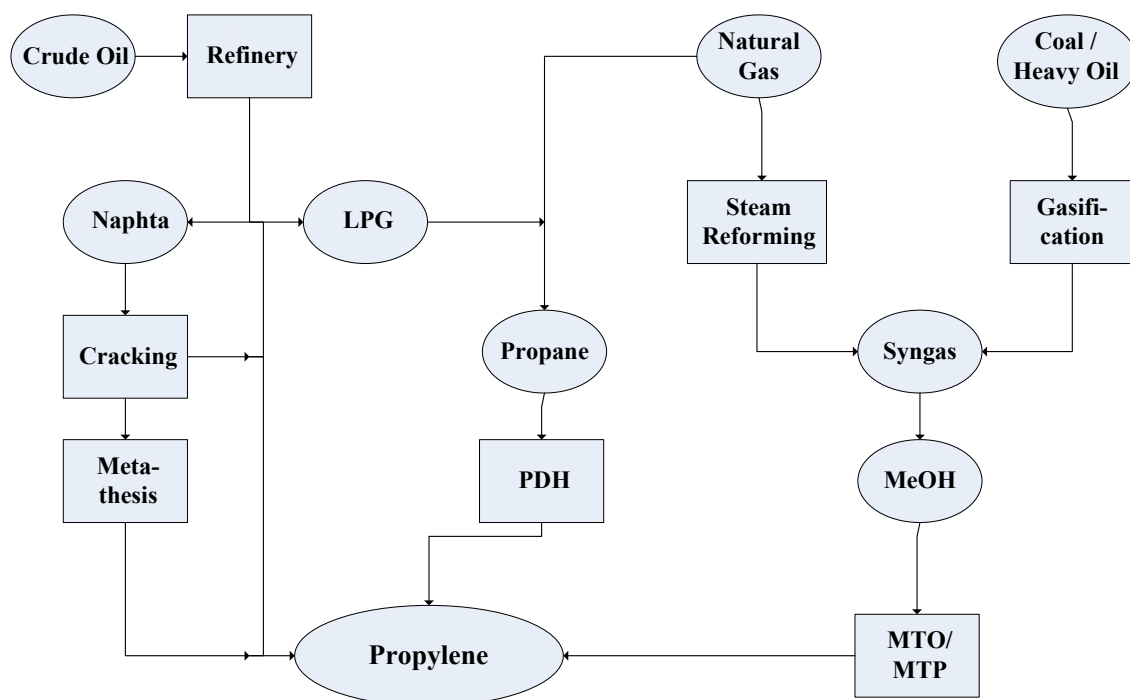 Crude Oil
Refinery
Natural
Gas
Coal /
Heavy Oil
Naphta
LPG
Steam
Reforming
Gasifi-
cation
Cracking
Propane
Syngas
Meta-
thesis
PDH
MeOH
Propylene
MTO/
MTP